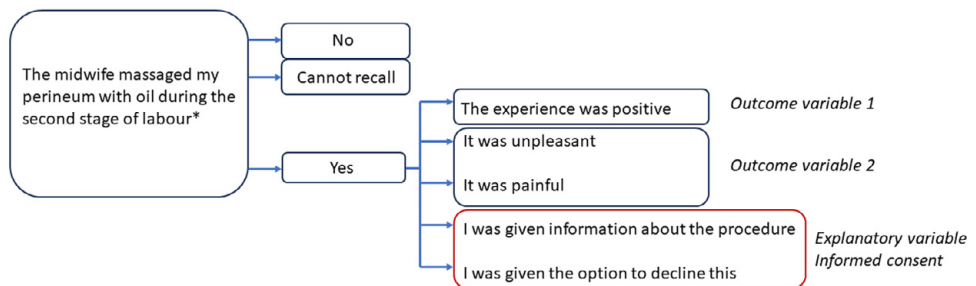 The midwife massaged my
perineum with oil during the
second stage of labour*
No
Cannot recall
Yes
The experience was positive
Outcome variable 1
It was unpleasant
It was painful
Outcome variable 2
I was given information about the procedure
I was given the option to decline this
Explanatory variable
Informed consent